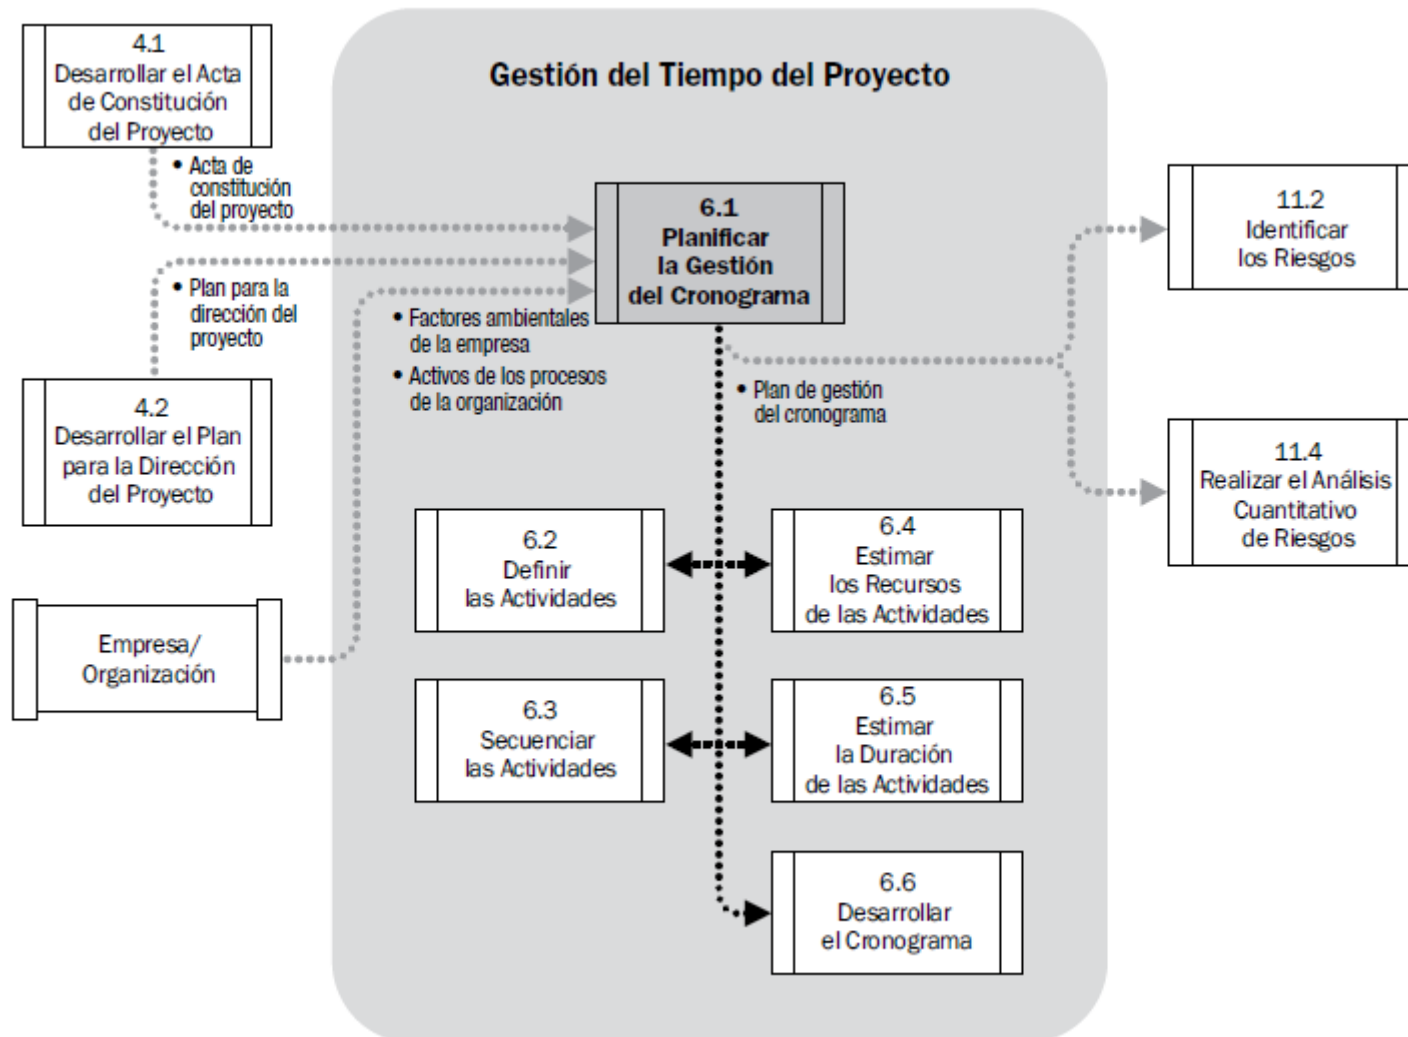 Gestión del Tiempo del Proyecto
4.1
Desarrollar el Acta
de Constitución
del Proyecto
• Acta de
constitución
del proyecto
• Plan para la
dirección del
proyecto
4.2
Desarrollar el Plan
para la Dirección
del Proyecto
Empresa/
Organización
6.1
Planificar
la Gestión
del Cronograma
• Factores ambientales
de la empresa
• Activos de los procesos
de la organización
• Plan de gestión
del cronograma
6.2
Definir
las Actividades
6.4
Estimar
los Recursos
de las Actividades
6.3
Secuenciar
las Actividades
6.5
Estimar
la Duración
de las Actividades
6.6
Desarrollar
el Cronograma
11.2
Identificar
los Riesgos
11.4
Realizar el Análisis
Cuantitativo
de Riesgos